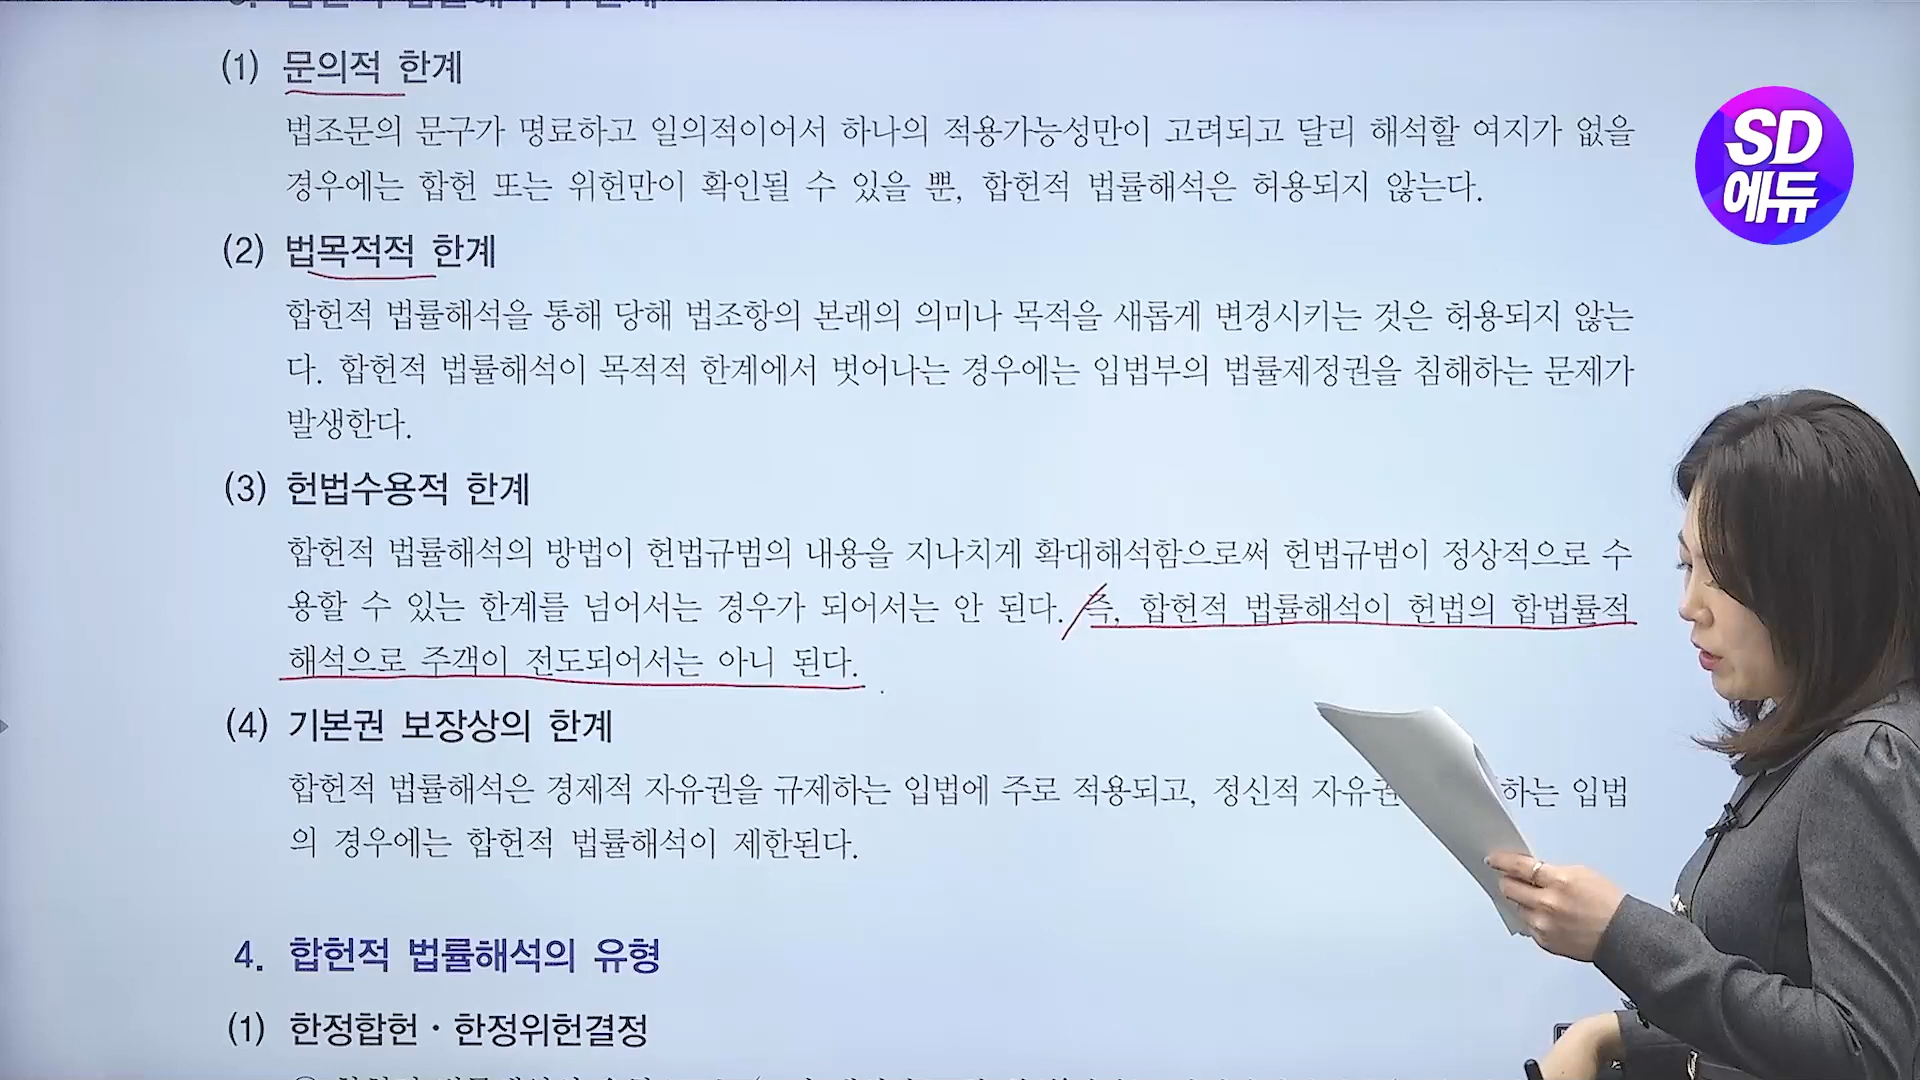 (1) 문의적 한계
법조문의 문구가 명료하고 일의적이어서 하나의 적용가능성만이 고려되고 달리 해석할 여지가 없을
경우에는 합헌 또는 위헌만이 확인될 수 있을 뿐, 합헌적 법률해석은 허용되지 않는다.
(2) 법목적적 한계
합헌적 법률해석을 통해 당해 법조항의 본래의 의미나 목적을 새롭게 변경시키는 것은 허용되지 않는
다. 합헌적 법률해석이 목적적 한계에서 벗어나는 경우에는 입법부의 법률제정권을 침해하는 문제가
발생한다.
(3) 헌법수용적 한계
합헌적 법률해석의 방법이 헌법규범의 내용을 지나치게 확대해석함으로써 헌법규범이 정상적으로 수
용할 수 있는 한계를 넘어서는 경우가 되어서는 안 된다. 즉, 합헌적 법률해석이 헌법의 합법률적
해석으로 주객이 전도되어서는 아니 된다.
(4) 기본권 보장상의 한계
합헌적 법률해석은 경제적 자유권을 규제하는 입법에 주로 적용되고, 정신적 자유권 하는 입법
의 경우에는 합헌적 법률해석이 제한된다.
4. 합헌적 법률해석의 유형
(1) 한정합헌·한정위헌결정
SD
에듀